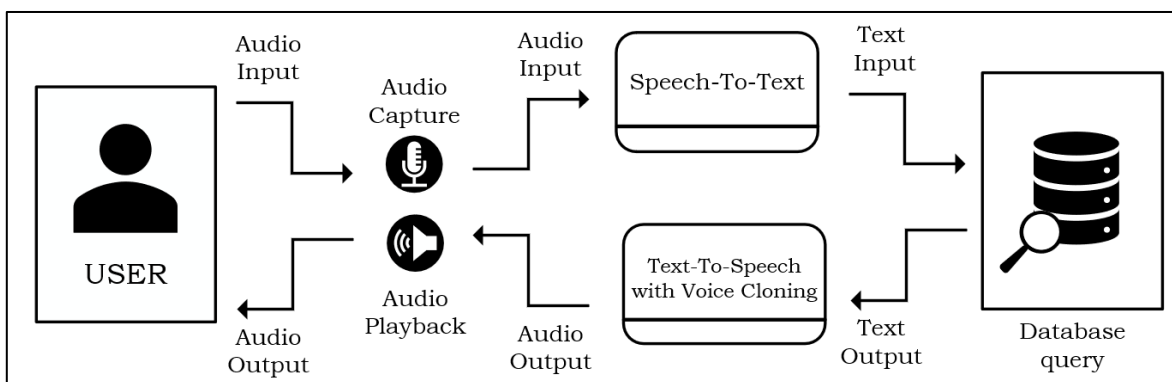 Audio
Input
Audio
Capture
Audio
Input
Speech-To-Text
Text
Input
USER
Audio
Output
Audio
Playback
Audio
Output
Text-To-Speech
with Voice Cloning
Text
Output
Database
query